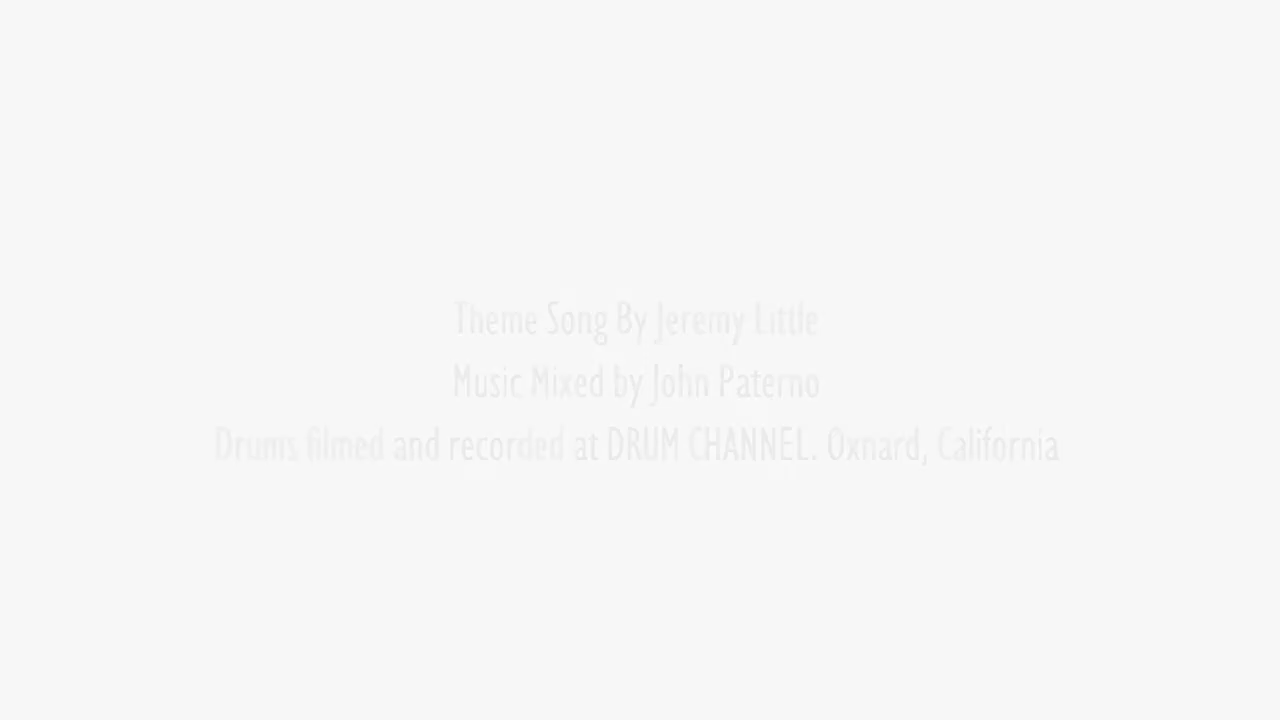 Theme Song By Jeremy Little
Music Mixed by John Paterno
Drums filmed and recorded at DRUM CHANNEL. Oxnard, California